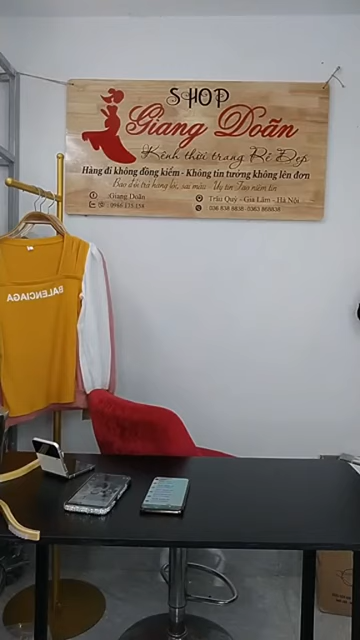 SHOP
Giang Doãn
Kênh thời trang Rẻ Đẹp
Hàng đi không đồng kiểm - Không tin tưởng không lên đơn
Bao đổi trả hàng lỗi, sai mẫu - Uy tín Tạo niềm tin
Giang Doãn
Trâu Quỳ - Gia Lâm - Hà Nội
BALENCIAGA